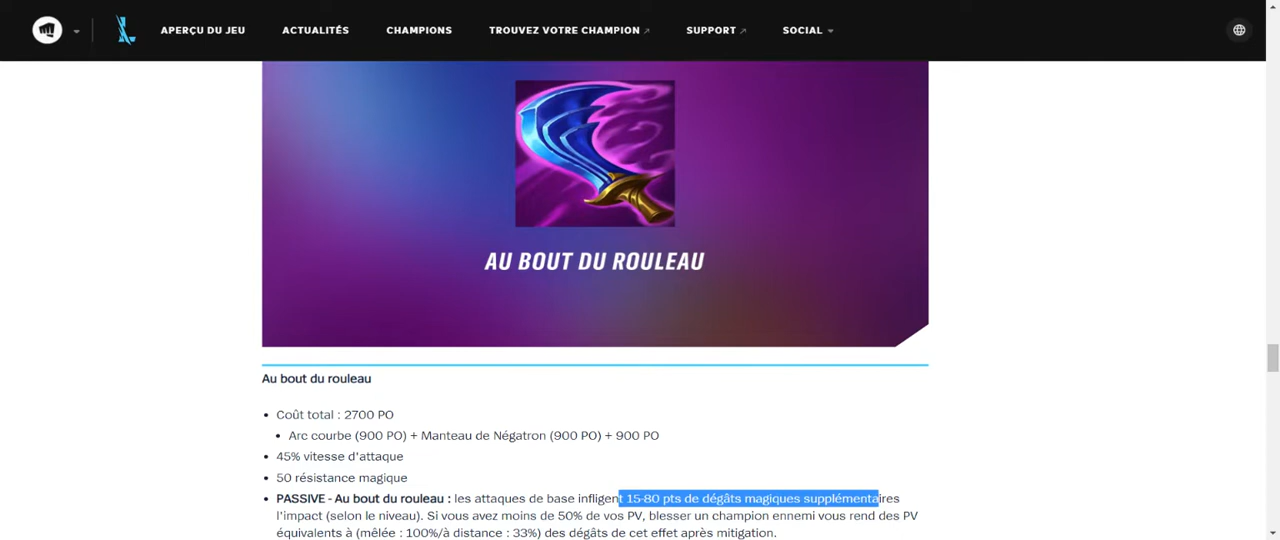 APERÇU DU JEU ACTUALITÉS CHAMPIONS TROUVEZ VOTRE CHAMPION SUPPORT SOCIAL
AU BOUT DU ROULEAU
Au bout du rouleau
Coût total : 2700 PO
Arc courbe (900 PO) + Manteau de Négatron (900 PO) + 900 PO
45% vitesse d'attaque
50 résistance magique
PASSIVE - Au bout du rouleau : les attaques de base infligent 15-80 pts de dégâts magiques supplémentaires
l'impact (selon le niveau). Si vous avez moins de 50% de vos PV, blesser un champion ennemi vous rend des PV
équivalents à (mêlée : 100%/à distance : 33%) des dégâts de cet effet après mitigation.